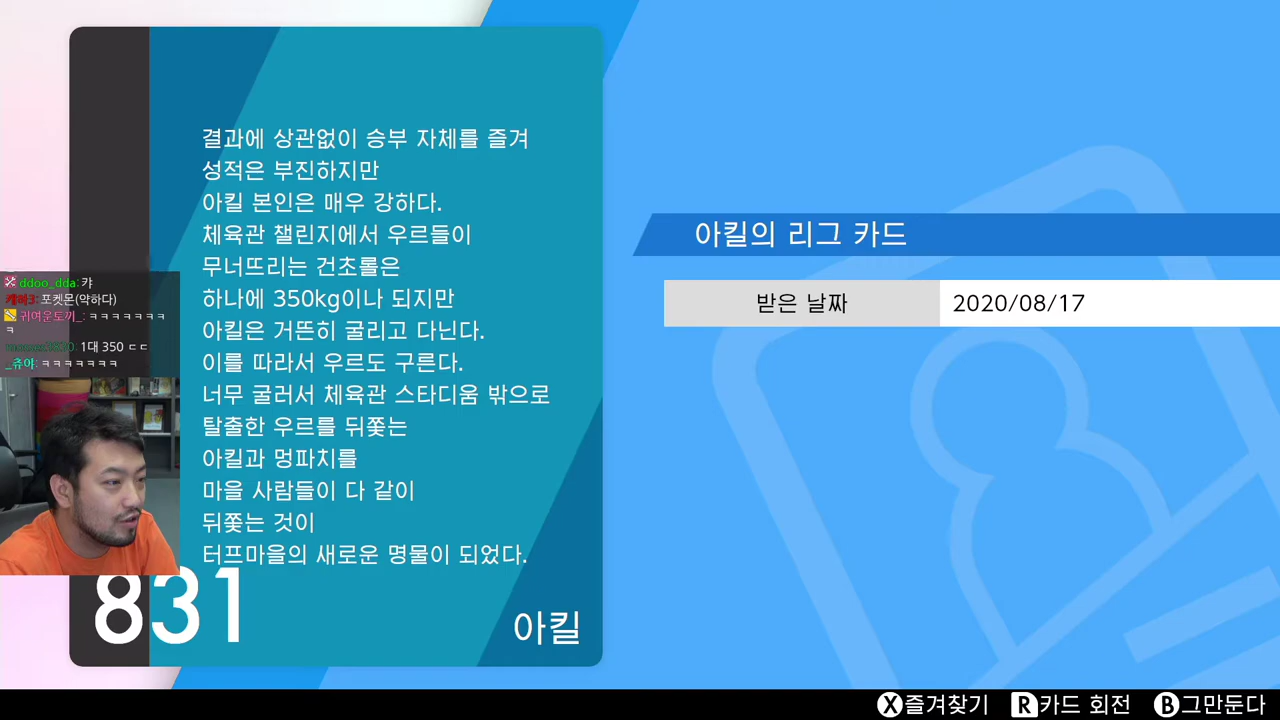 결과에 상관없이 승부 자체를 즐겨
성적은 부진하지만
아킬 본인은 매우 강하다.
체육관 챌린지에서 우르들이
무너뜨리는 건초롤은
하나에 350kg이나 되지만
아킬은 거뜬히 굴리고 다닌다.
이를 따라서 우르도 구른다.
너무 굴러서 체육관 스타디움 밖으로
탈출한 우르를 뒤쫓는
아킬과 멍파치를
마을 사람들이 다 같이
뒤쫓는 것이
터프마을의 새로운 명물이 되었다.
831
아킬
아킬의 리그 카드
받은 날짜 2020/08/17
ddoo_dda: 캬
포켓몬(약하다)
귀여운토끼_: ㅋㅋㅋㅋㅋㅋㅋ
ㅋ
1대 350 ㄷㄷ
_츄야: ㅋㅋㅋㅋㅋㅋㅋ
X 즐겨찾기 R 카드 회전 B 그만둔다